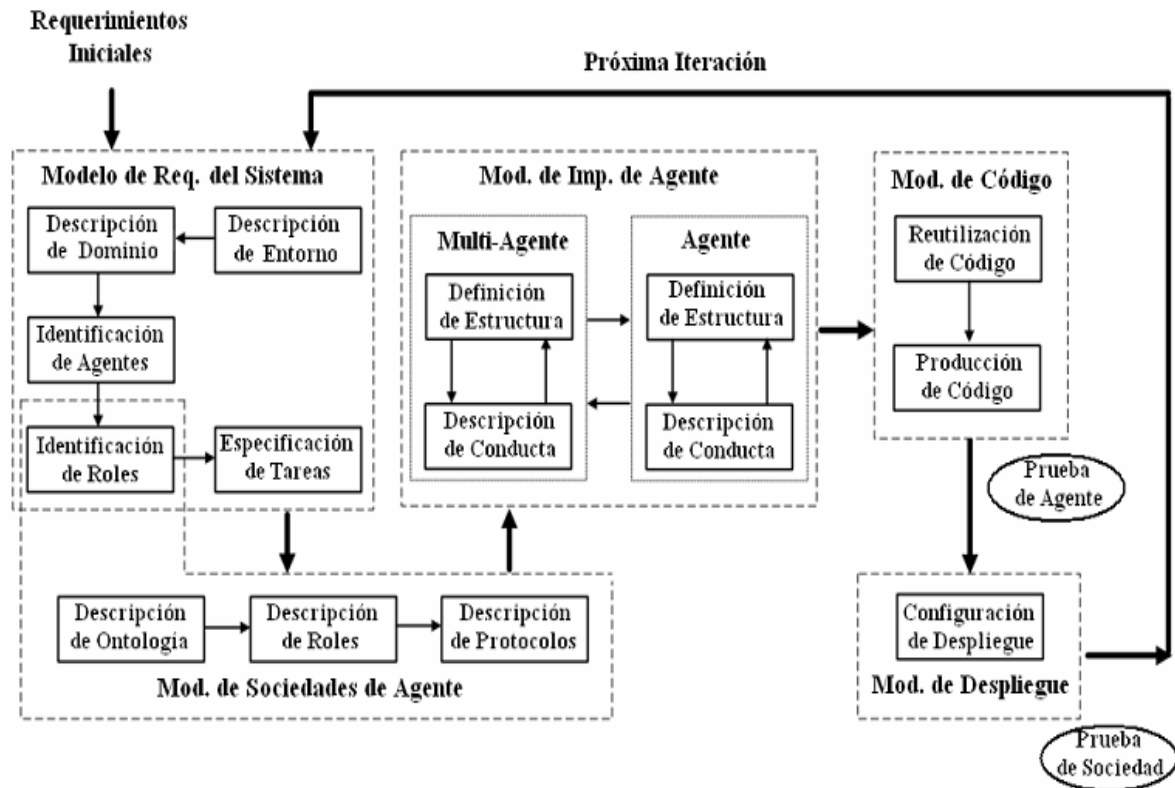 Requerimientos
Iniciales
Próxima Iteración
Modelo de Req. del Sistema
Descripción
de Dominio
Descripción
de Entorno
Identificación
de Agentes
Identificación
de Roles
Especificación
de Tareas
Descripción
de Ontología
Descripción
de Roles
Descripción
de Protocolos
Mod. de Sociedades de Agente
Mod. de Imp. de Agente
Multi-Agente
Definición
de Estructura
Descripción
de Conducta
Agente
Definición
de Estructura
Descripción
de Conducta
Mod. de Código
Reutilización
de Código
Producción
de Código
Prueba
de Agente
Configuración
de Despliegue
Mod. de Despliegue
Prueba
de Sociedad